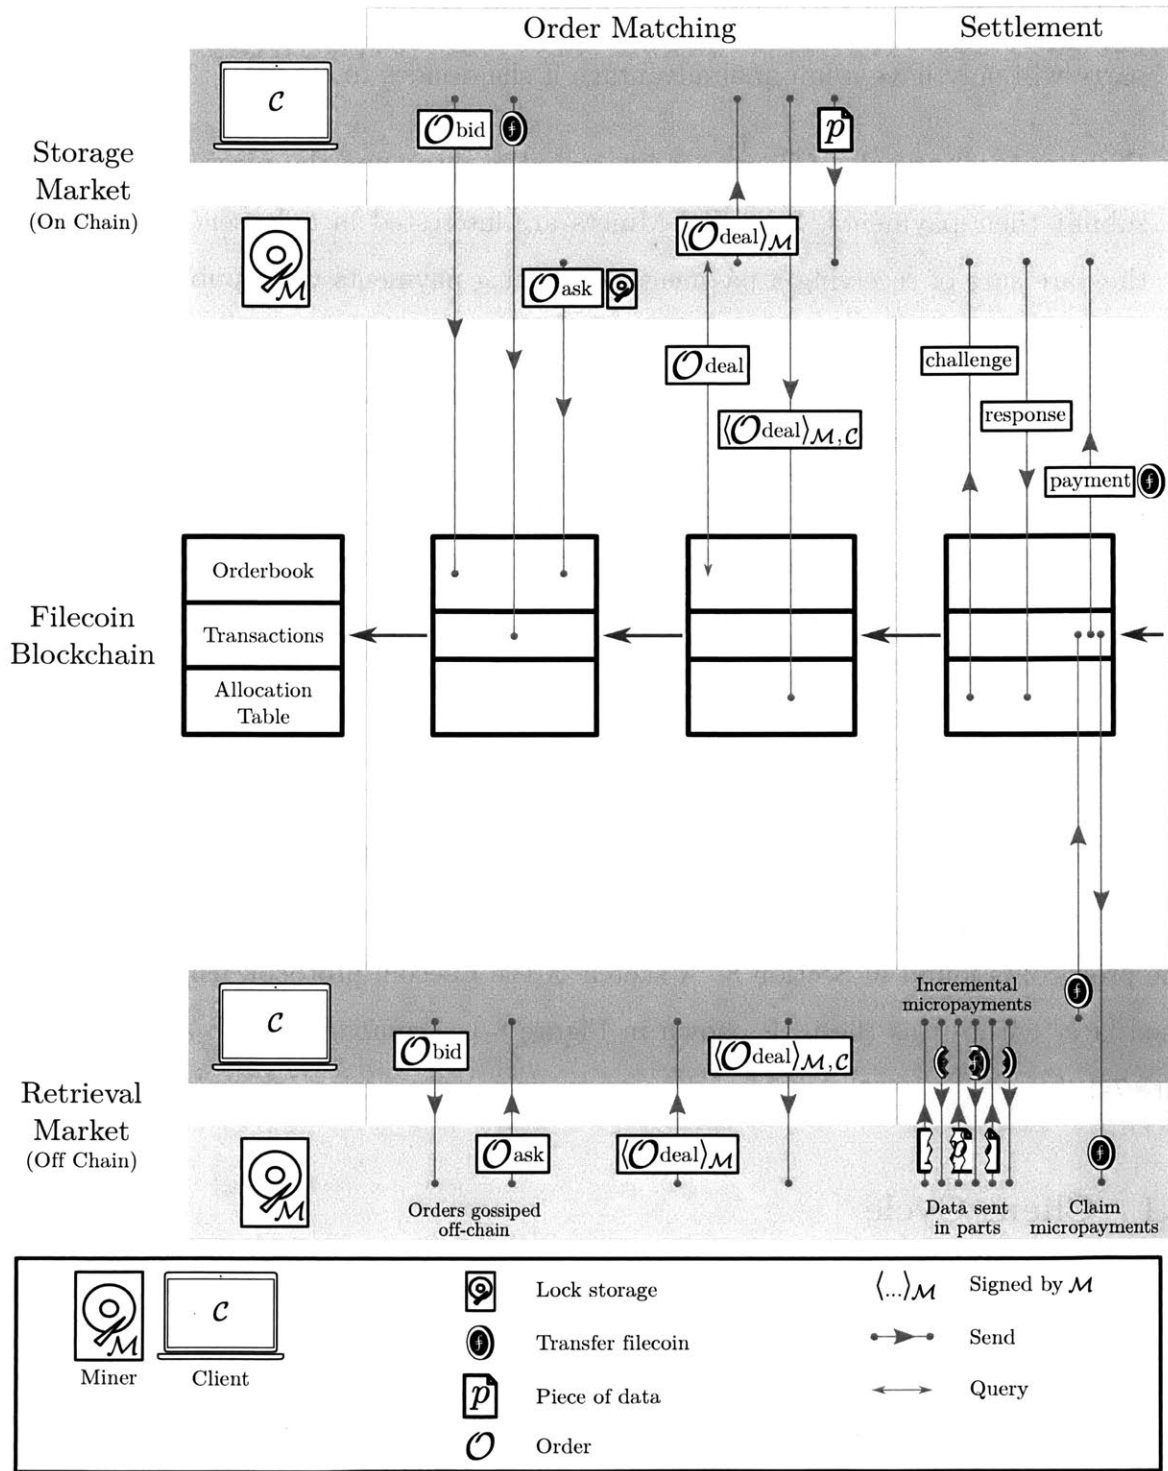 Order Matching
Settlement
C
Storage
Market
(On Chain)
M
O bid
O ask
p
⟨O deal⟩M
O deal
⟨O deal⟩M, C
challenge
response
payment
Filecoin
Blockchain
Orderbook
Transactions
Allocation
Table
C
O bid
⟨O deal⟩M, C
Incremental
micropayments
Retrieval
Market
(Off Chain)
M
O ask
⟨O deal⟩M
p
Orders gossiped
off-chain
Data sent
in parts
Claim
micropayments
M
Miner
C
Client
Lock storage
Transfer filecoin
p
Piece of data
O
Order
⟨...⟩M
Signed by M
Send
Query